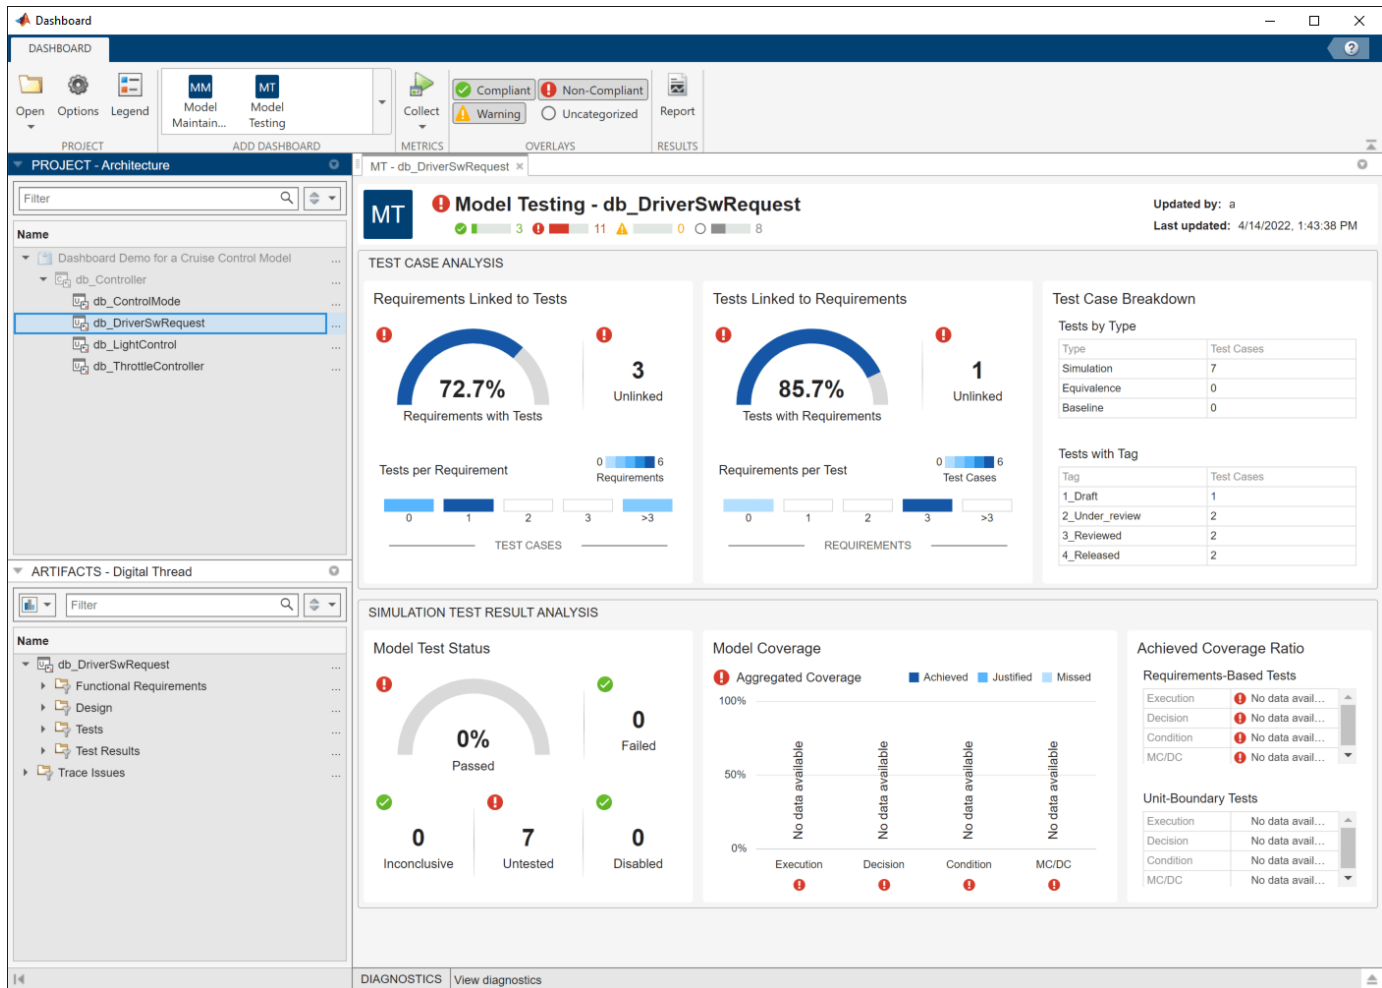 Dashboard
DASHBOARD
?
MM
MT
Open
Options
Legend
Model
Maintain...
Model
Testing
Collect
Compliant
Non-Compliant
Warning
Uncategorized
Report
PROJECT
ADD DASHBOARD
METRICS
OVERLAYS
RESULTS
PROJECT - Architecture
Filter
Name
Dashboard Demo for a Cruise Control Model ...
db_Controller ...
db_ControlMode ...
db_DriverSwRequest ...
db_LightControl ...
db_ThrottleController ...
ARTIFACTS - Digital Thread
Filter
Name
db_DriverSwRequest ...
Functional Requirements ...
Design ...
Tests ...
Test Results ...
Trace Issues ...
MT - db_DriverSwRequest ×
MT
Model Testing - db_DriverSwRequest
3 11 0 8
Updated by: a
Last updated: 4/14/2022, 1:43:38 PM
TEST CASE ANALYSIS
Requirements Linked to Tests
72.7%
Requirements with Tests
3
Unlinked
Tests per Requirement
0 6
Requirements
0 1 2 3 >3
TEST CASES
Tests Linked to Requirements
85.7%
Tests with Requirements
1
Unlinked
Requirements per Test
0 6
Test Cases
0 1 2 3 >3
REQUIREMENTS
Test Case Breakdown
Tests by Type
Type Test Cases
Simulation 7
Equivalence 0
Baseline 0
Tests with Tag
Tag Test Cases
1_Draft 1
2_Under_review 2
3_Reviewed 2
4_Released 2
SIMULATION TEST RESULT ANALYSIS
Model Test Status
0%
Passed
0
Failed
0
Inconclusive
7
Untested
0
Disabled
Model Coverage
Aggregated Coverage
Achieved Justified Missed
100%
50%
0%
No data available
No data available
No data available
No data available
Execution Decision Condition MC/DC
Achieved Coverage Ratio
Requirements-Based Tests
Execution No data avail...
Decision No data avail...
Condition No data avail...
MC/DC No data avail...
Unit-Boundary Tests
Execution No data avail...
Decision No data avail...
Condition No data avail...
MC/DC No data avail...
DIAGNOSTICS View diagnostics